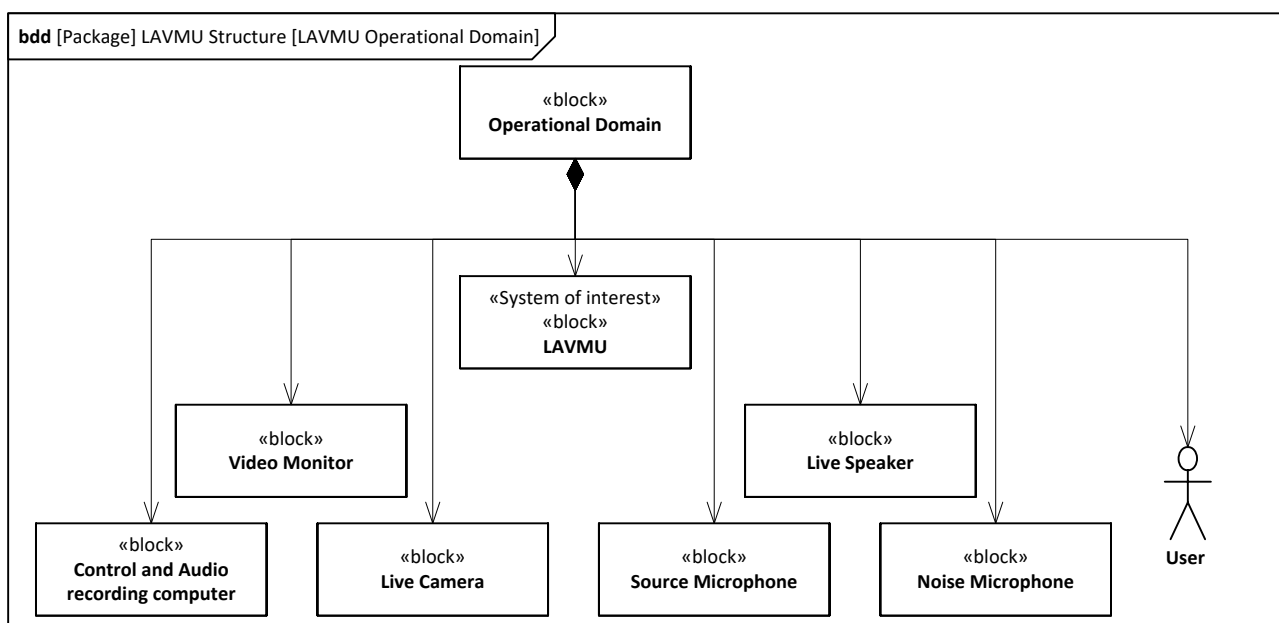 bdd [Package] LAVMU Structure [LAVMU Operational Domain]
«block»
Operational Domain
«System of interest»
«block»
LAVMU
«block»
Video Monitor
«block»
Live Speaker
«block»
Control and Audio
recording computer
«block»
Live Camera
«block»
Source Microphone
«block»
Noise Microphone
User